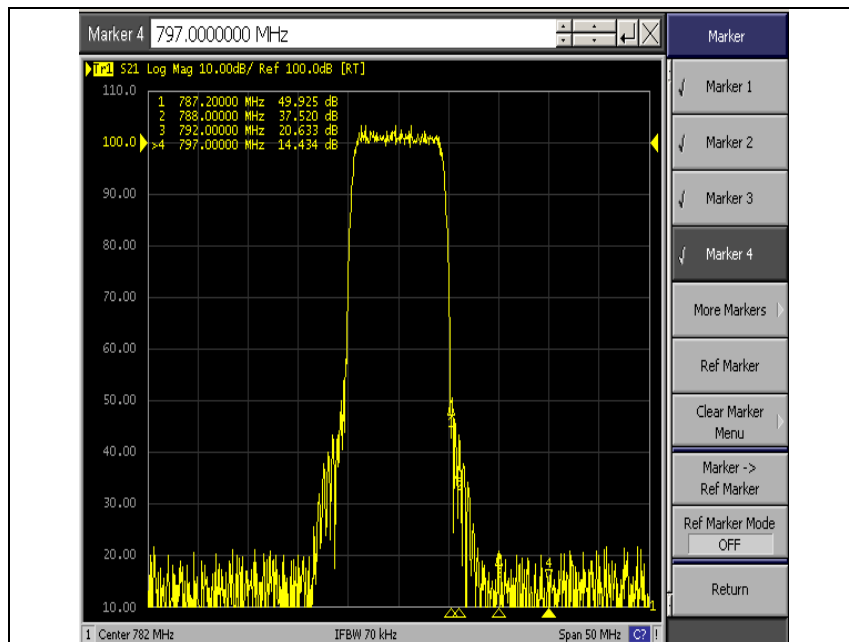 Marker 4 797.0000000 MHz
Marker
Tr1 S21 Log Mag 10.00dB/ Ref 100.0dB [RT]
110.0
100.0
90.00
80.00
70.00
60.00
50.00
40.00
30.00
20.00
10.00
1 787.20000 MHz 49.925 dB
2 788.00000 MHz 37.520 dB
3 792.00000 MHz 20.633 dB
>4 797.00000 MHz 14.434 dB
4
1
√ Marker 1
√ Marker 2
√ Marker 3
√ Marker 4
More Markers
Ref Marker
Clear Marker
Menu
Marker ->
Ref Marker
Ref Marker Mode
OFF
Return
1 Center 782 MHz IFBW 70 kHz Span 50 MHz C? !